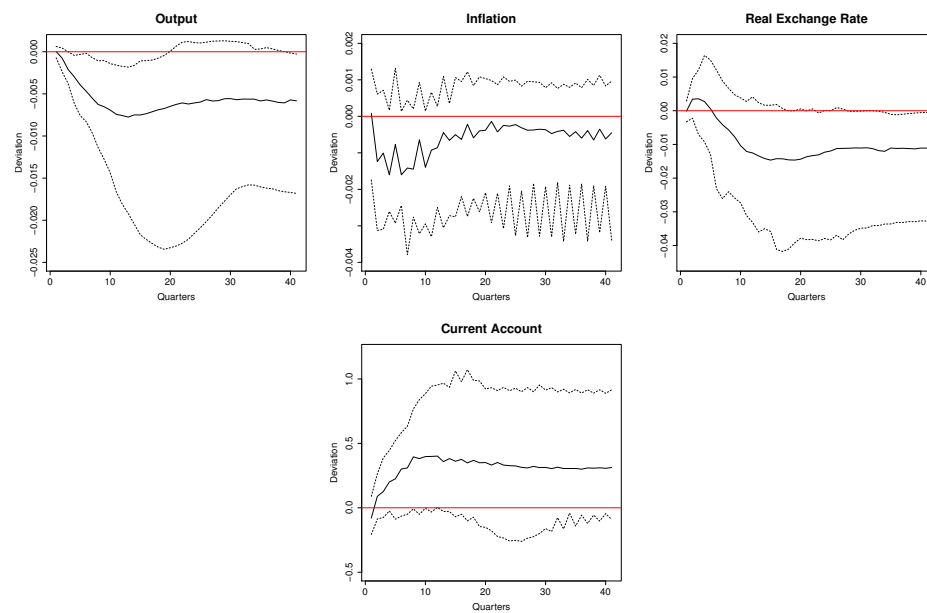 Output
0.000
−0.005
−0.010
−0.015
−0.020
−0.025
Deviation
0 10 20 30 40
Quarters
Inflation
0.002
0.001
0.000
−0.002
−0.004
Deviation
0 10 20 30 40
Quarters
Real Exchange Rate
0.02
0.01
0.00
−0.01
−0.02
−0.04
Deviation
0 10 20 30 40
Quarters
Current Account
1.0
0.5
0.0
−0.5
Deviation
0 10 20 30 40
Quarters